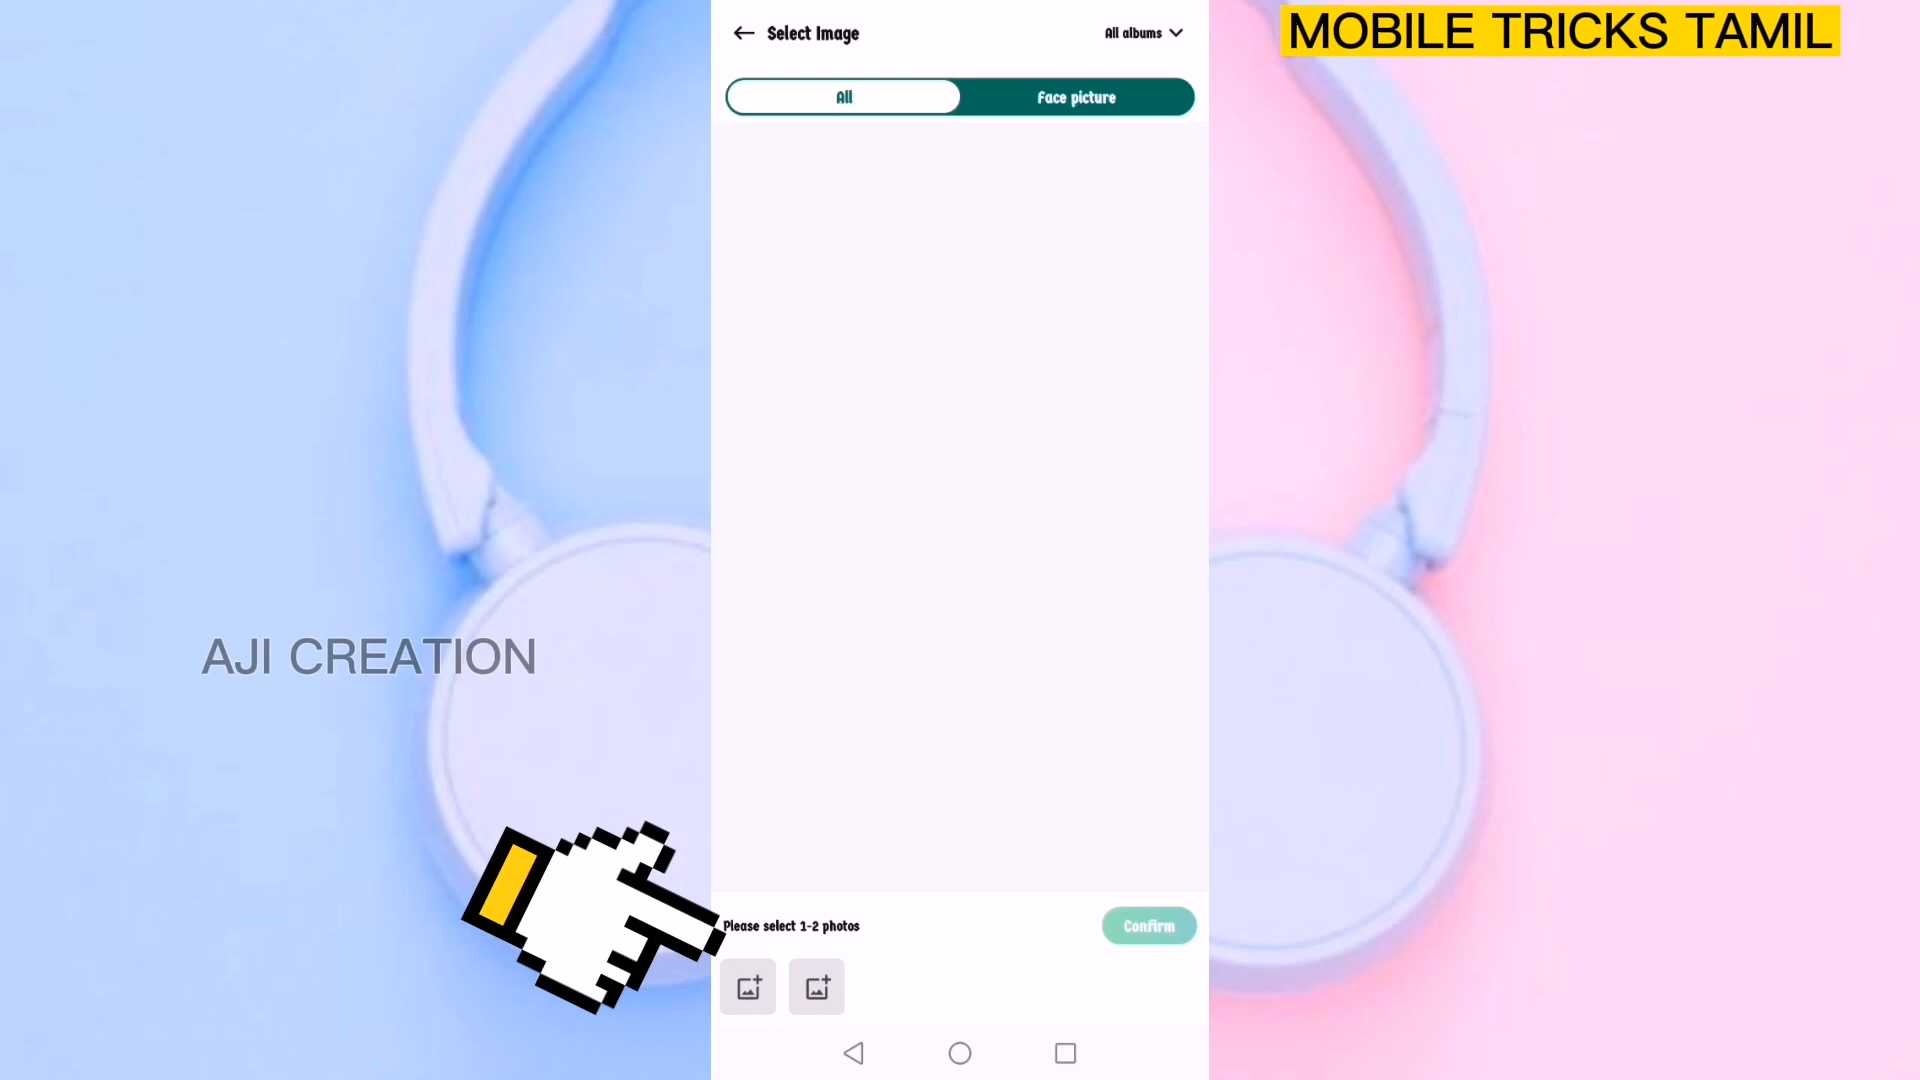 Select Image
All albums
MOBILE TRICKS TAMIL
All
Face picture
AJI CREATION
Please select 1-2 photos
Confirm